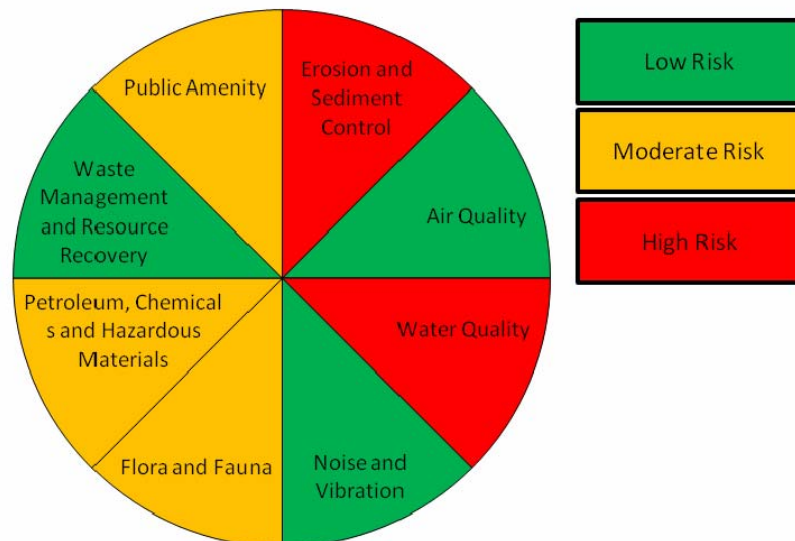 Public Amenity
Erosion and
Sediment
Control
Low Risk
Moderate Risk
High Risk
Waste
Management
and Resource
Recovery
Air Quality
Petroleum, Chemical
s and Hazardous
Materials
Water Quality
Flora and Fauna
Noise and
Vibration